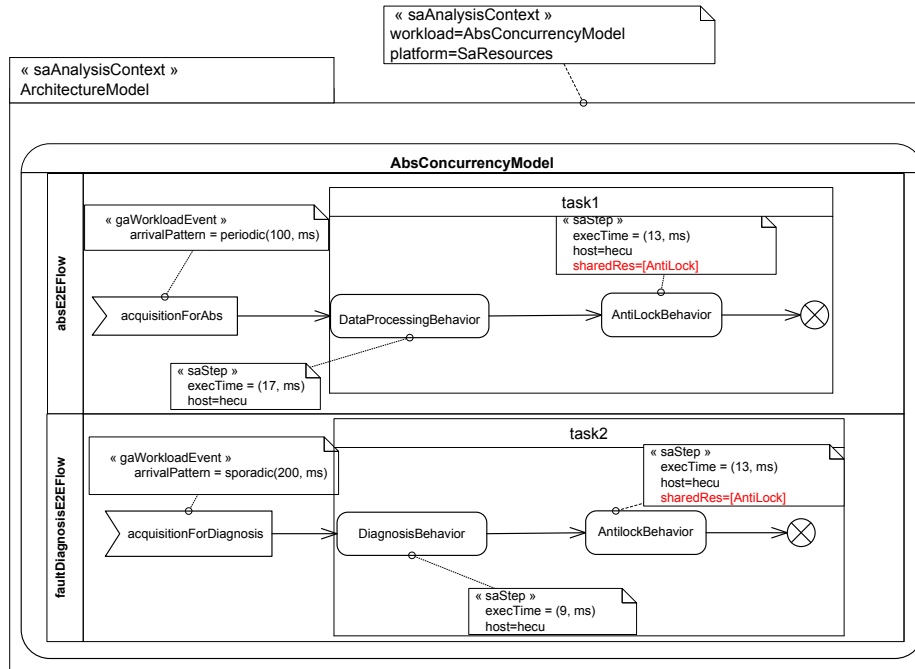 « saAnalysisContext »
workload=AbsConcurrencyModel
platform=SaResources
« saAnalysisContext »
ArchitectureModel
AbsConcurrencyModel
absE2EFlow
task1
« gaWorkloadEvent »
arrivalPattern = periodic(100, ms)
« saStep »
execTime = (13, ms)
host=hecu
sharedRes=[AntiLock]
acquisitionForAbs
DataProcessingBehavior
AntiLockBehavior
« saStep »
execTime = (17, ms)
host=hecu
faultDiagnosisE2EFlow
task2
« gaWorkloadEvent »
arrivalPattern = sporadic(200, ms)
« saStep »
execTime = (13, ms)
host=hecu
sharedRes=[AntiLock]
acquisitionForDiagnosis
DiagnosisBehavior
AntilockBehavior
« saStep »
execTime = (9, ms)
host=hecu